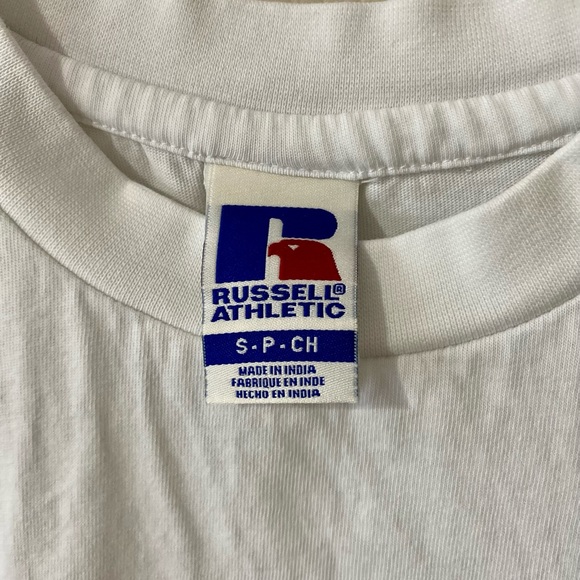 R
RUSSELL®
ATHLETIC
S·P·CH
MADE IN INDIA
FABRIQUE EN INDE
HECHO EN INDIA